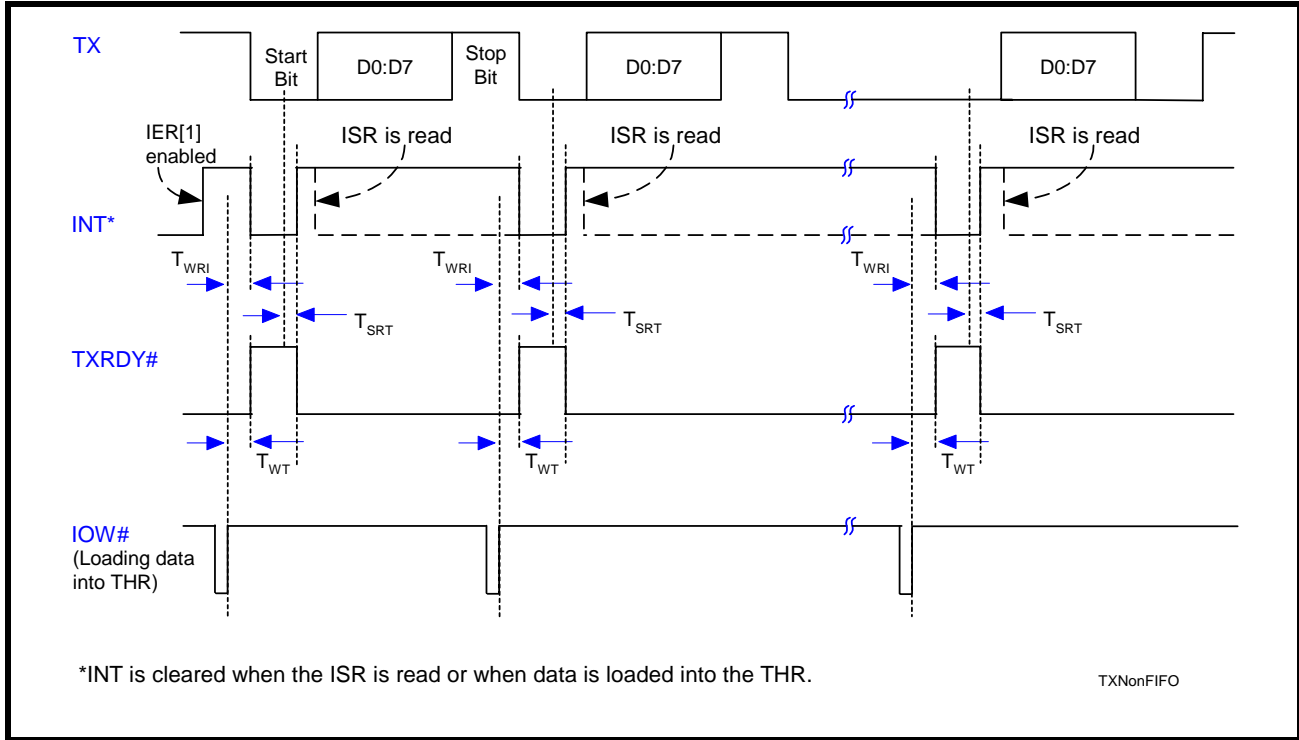 TX
Start
Bit
D0:D7
Stop
Bit
D0:D7
D0:D7
IER[1]
enabled
ISR is read
ISR is read
ISR is read
INT*
TWRI
TWRI
TWRI
TSRT
TSRT
TSRT
TXRDY#
TWT
TWT
TWT
IOW#
(Loading data
into THR)
*INT is cleared when the ISR is read or when data is loaded into the THR.
TXNonFIFO